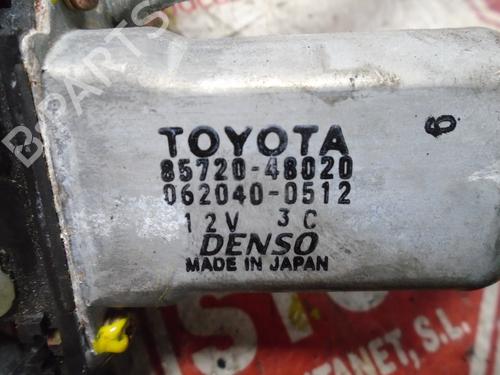 TOYOTA
85720-48020
062040-0512
12V 3C
DENSO
MADE IN JAPAN
6
B-PARTS